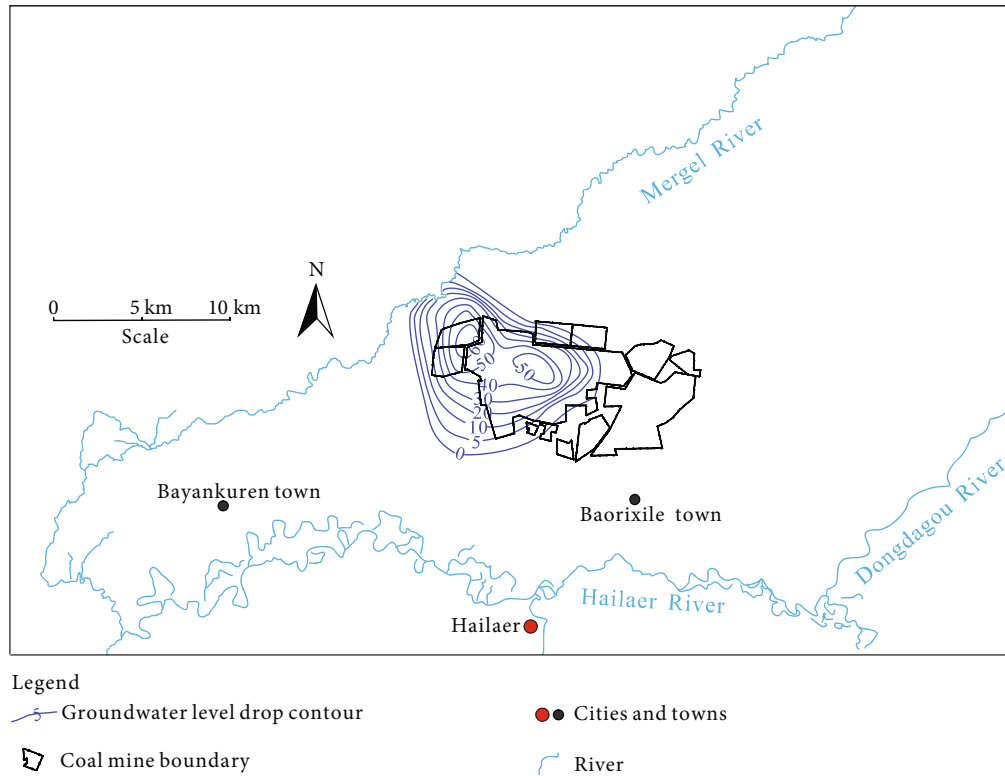 Mergel River
N
0 5 km 10 km
Scale
50
50
40
30
20
10
5
0
Bayankuren town
Baorixile town
Dongdagou River
Hailaer River
Hailaer
Legend
5 Groundwater level drop contour
Cities and towns
Coal mine boundary
River